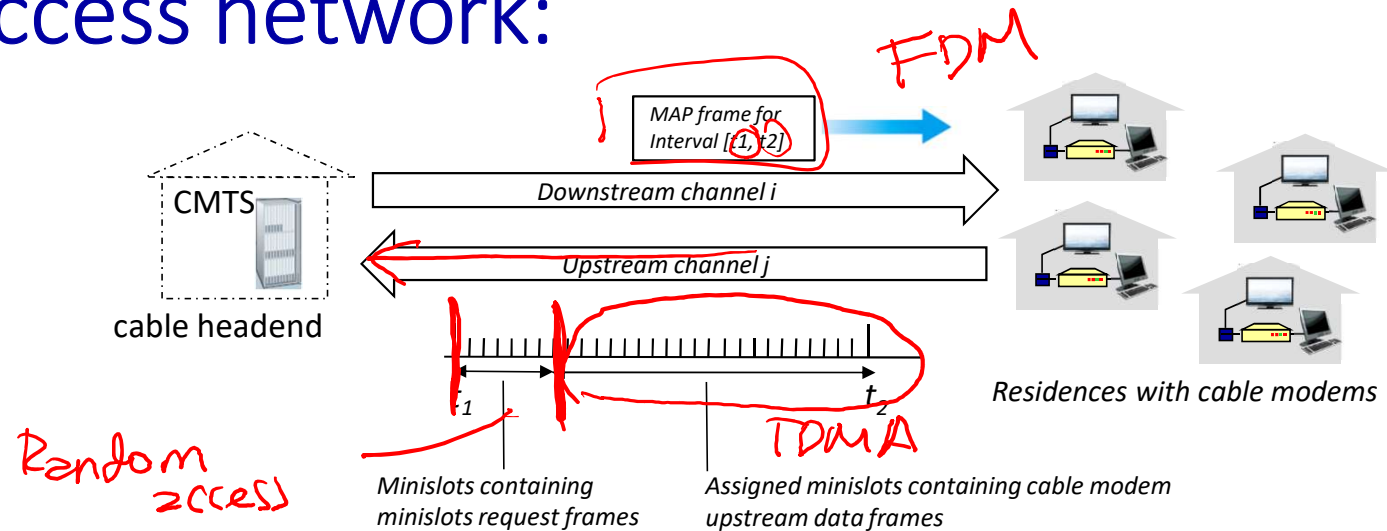 ccess network:
FDM
MAP frame for
Interval [t1, t2]
Downstream channel i
CMTS
Upstream channel j
cable headend
t1
t2
Residences with cable modems
TDMA
Random
access
Minislots containing
minislots request frames
Assigned minislots containing cable modem
upstream data frames